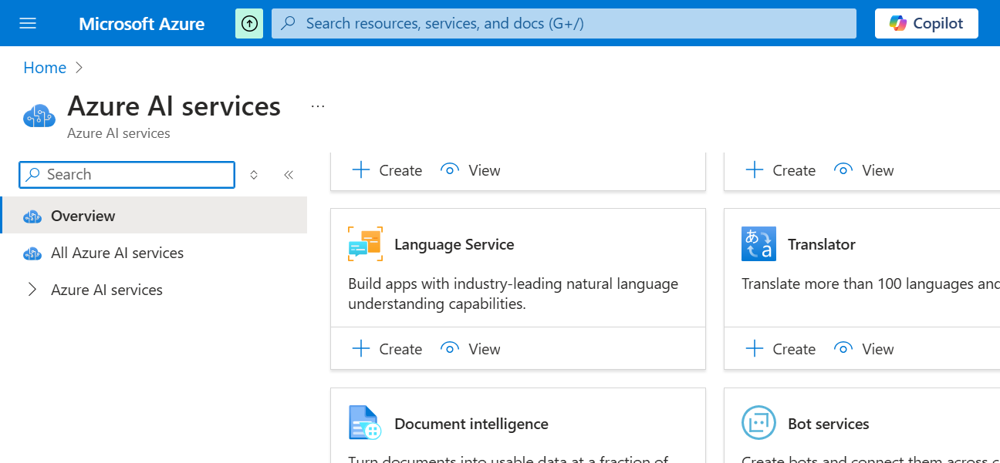 Microsoft Azure
Search resources, services, and docs (G+/)
Copilot
Home
Azure AI services
Azure AI services
Search
Overview
All Azure AI services
Azure AI services
Create View
Create View
Language Service
Build apps with industry-leading natural language
understanding capabilities.
Create View
Translator
Translate more than 100 languages and
Create View
Document intelligence
Turn documents into usable data at a fraction of
Bot services
Create bots and connect them across c